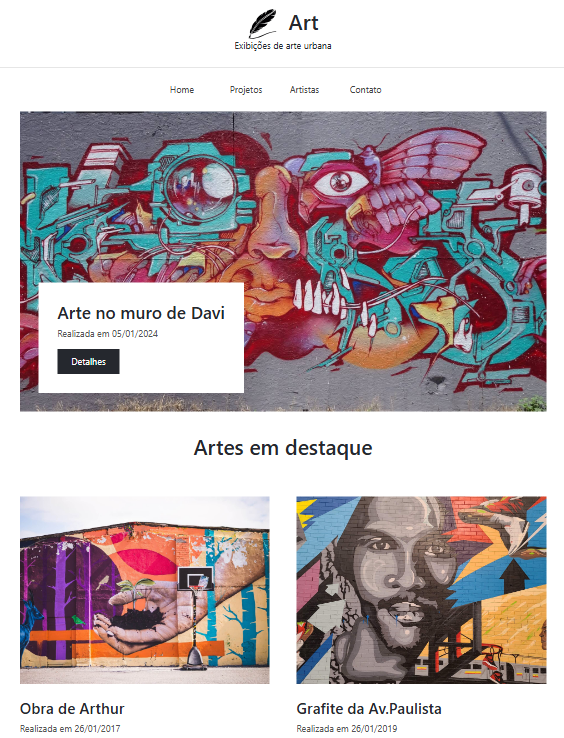 Art
Exibições de arte urbana
Home Projetos Artistas Contato
Arte no muro de Davi
Realizada em 05/01/2024
Detalhes
Artes em destaque
Obra de Arthur
Realizada em 26/01/2017
Grafite da Av.Paulista
Realizada em 26/01/2019